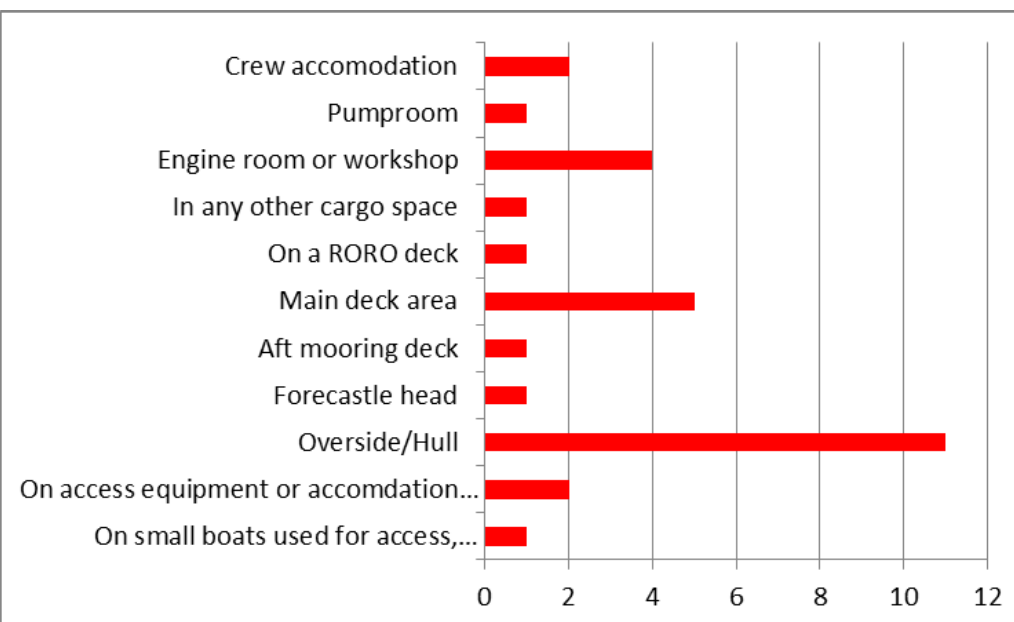 Crew accomodation
Pumproom
Engine room or workshop
In any other cargo space
On a RORO deck
Main deck area
Aft mooring deck
Forecastle head
Overside/Hull
On access equipment or accomdation...
On small boats used for access,...
0 2 4 6 8 10 12